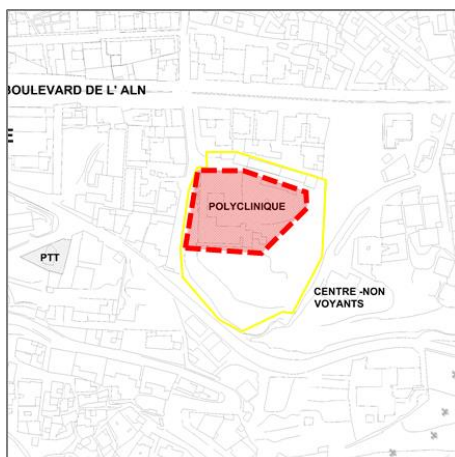 BOULEVARD DE L' ALN
E
POLYCLINIQUE
PTT
CENTRE -NON
VOYANTS